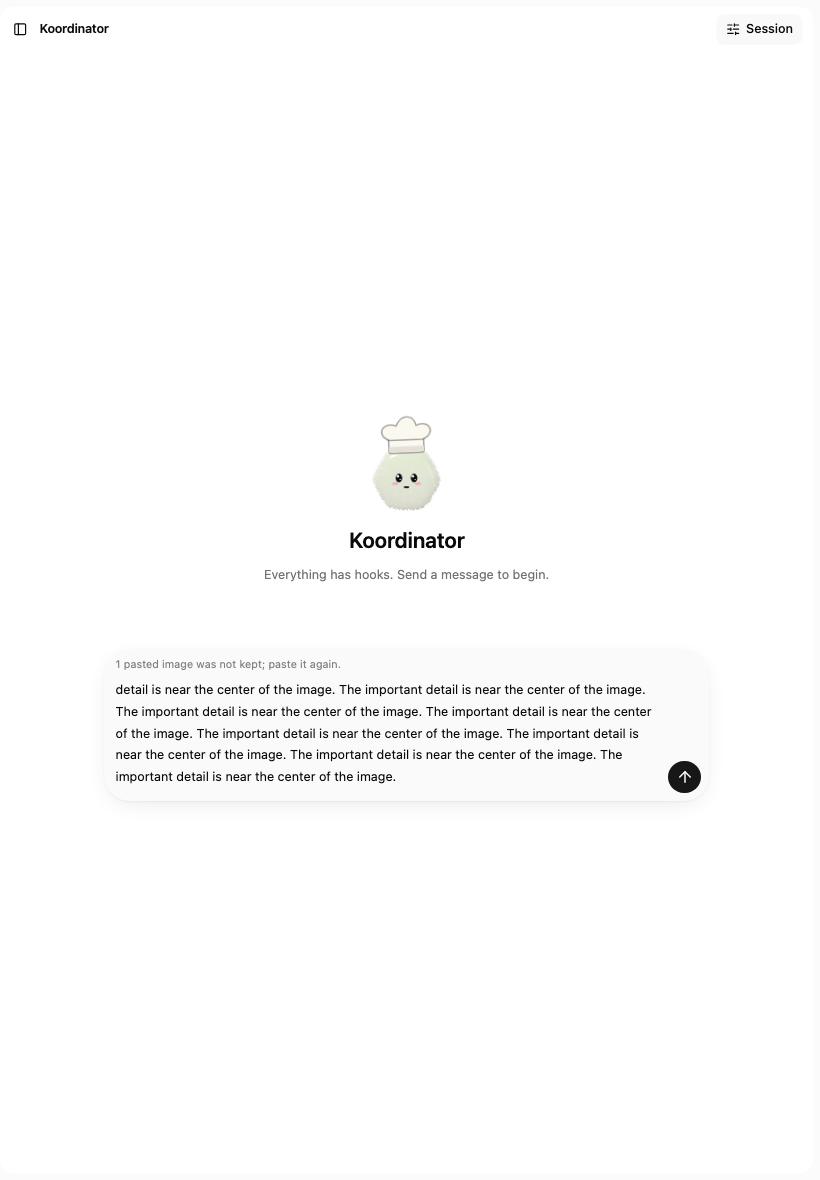 Koordinator
Session
Koordinator
Everything has hooks. Send a message to begin.
1 pasted image was not kept; paste it again.
detail is near the center of the image. The important detail is near the center of the image.
The important detail is near the center of the image. The important detail is near the center
of the image. The important detail is near the center of the image. The important detail is
near the center of the image. The important detail is near the center of the image. The
important detail is near the center of the image.